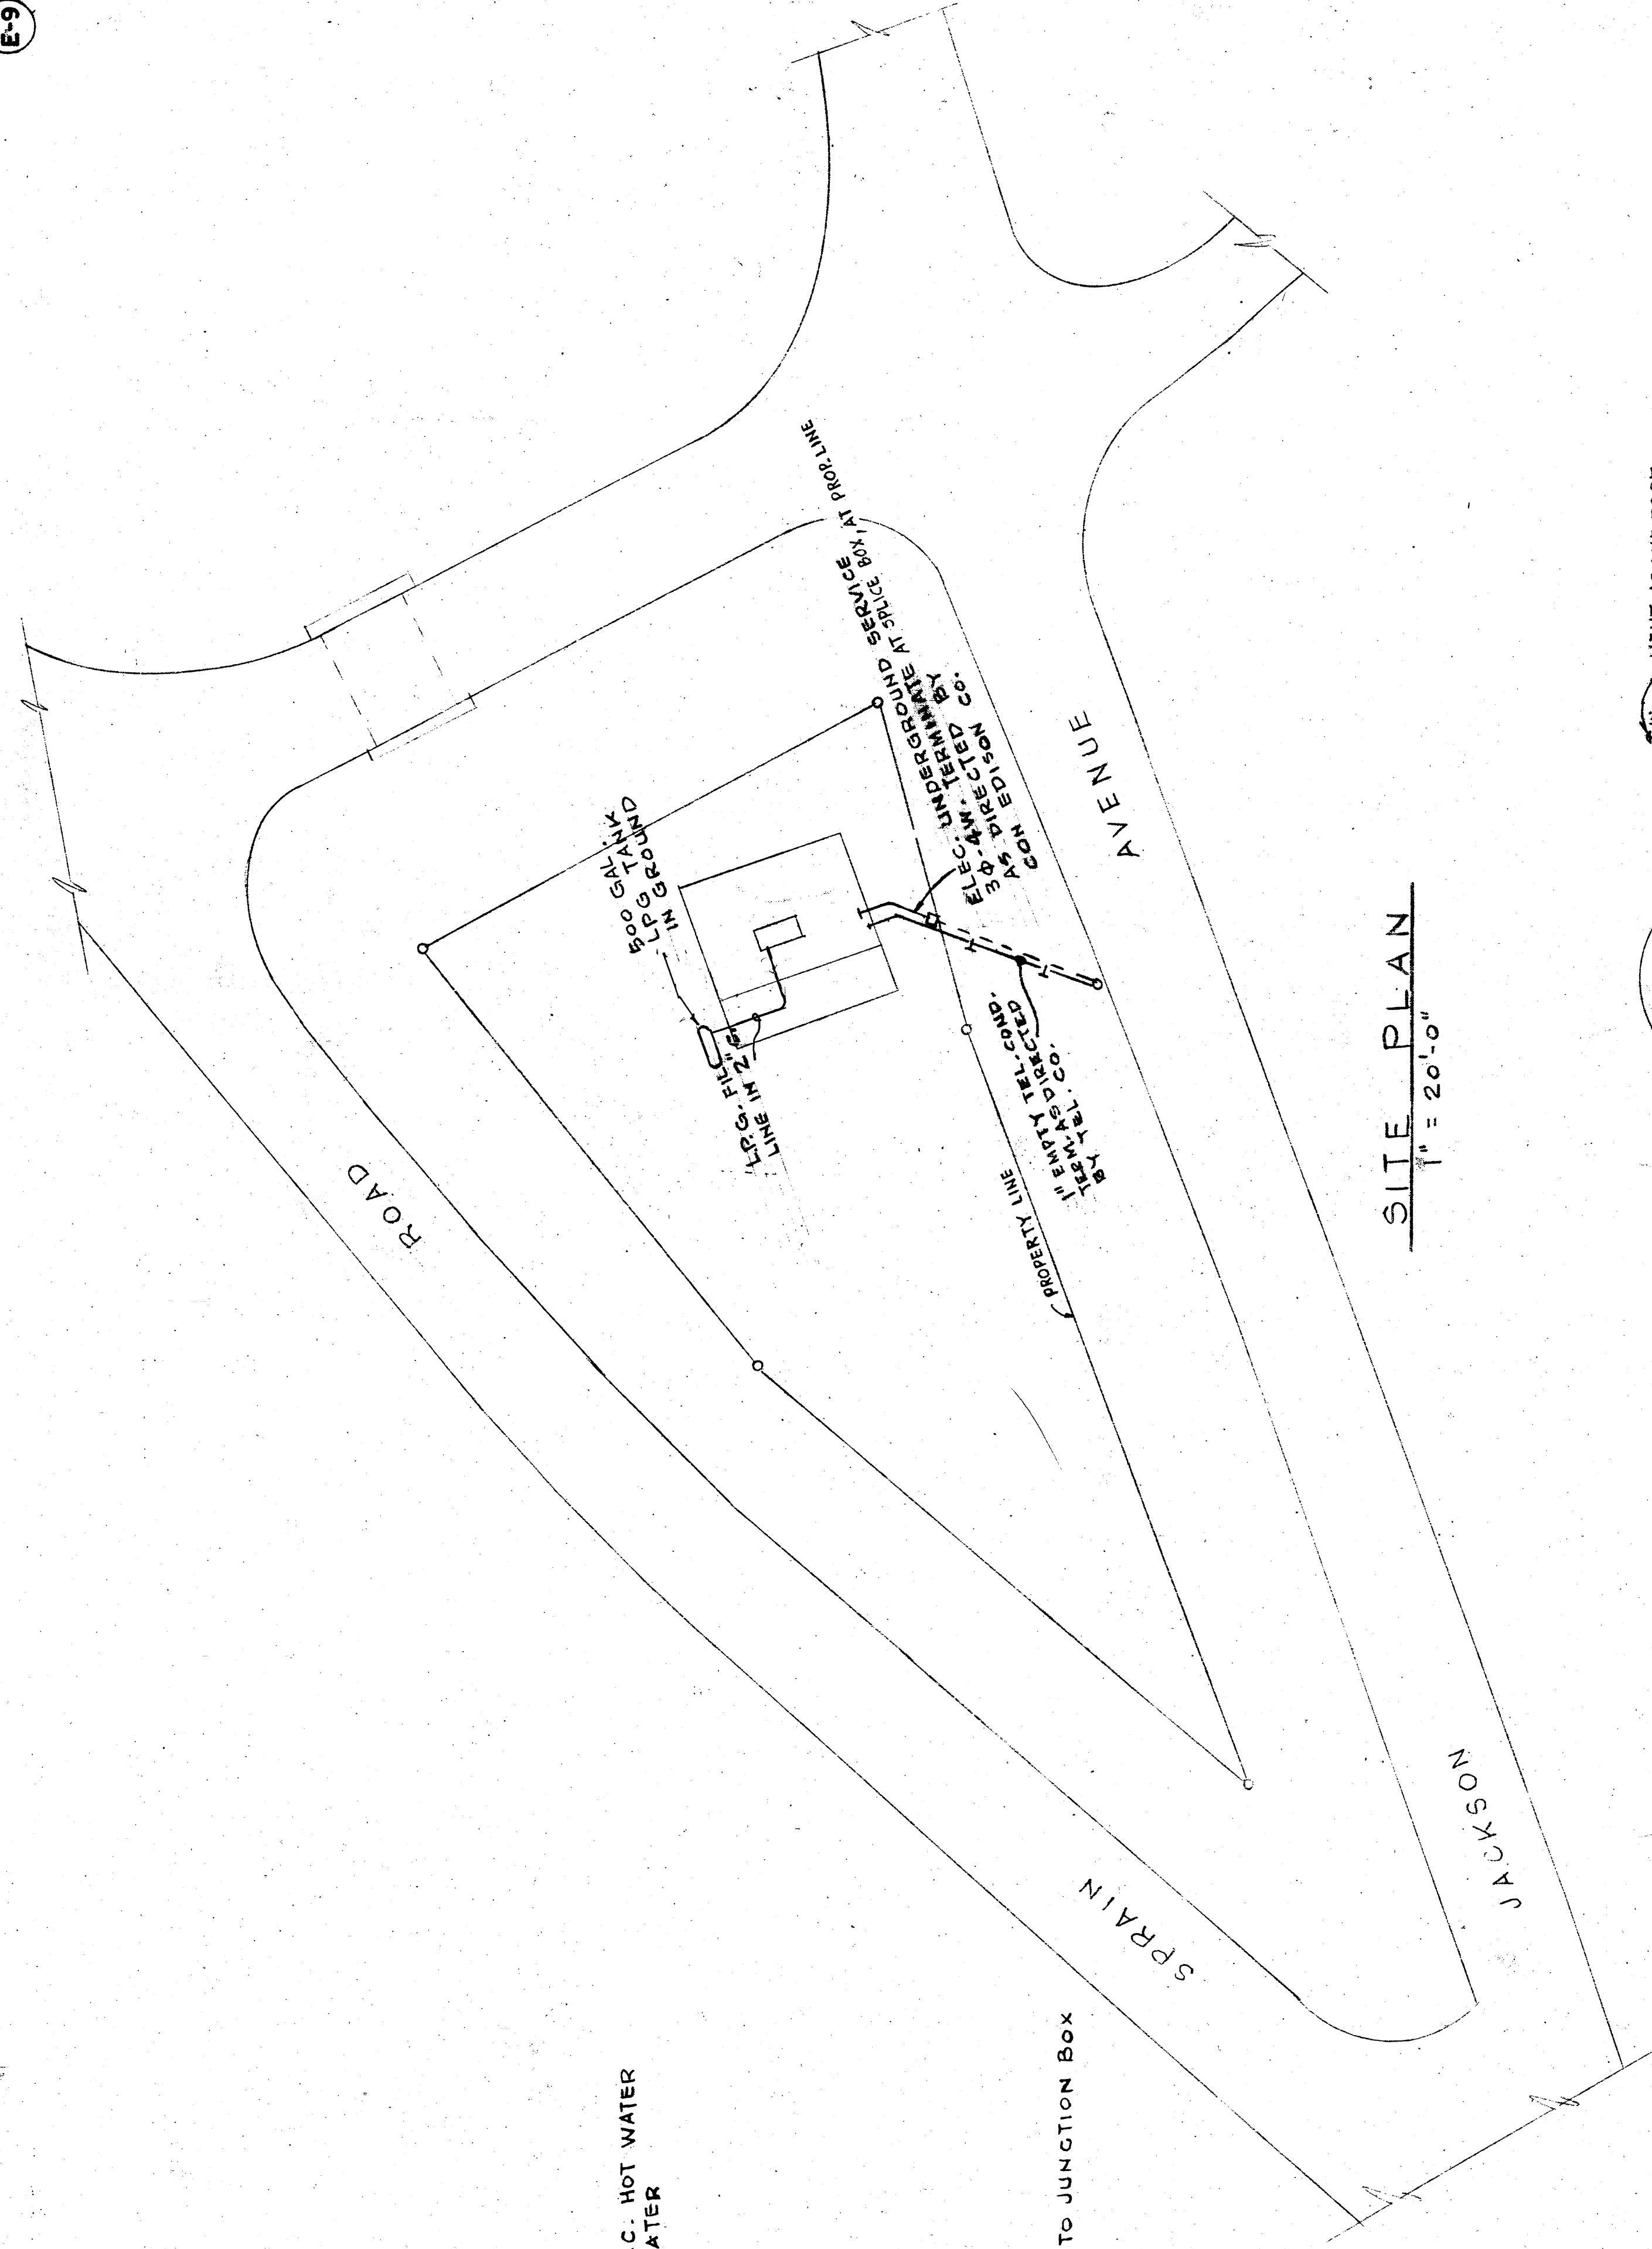 E-9
500 GAL.
LPG TANK
IN GROUND
L.P.G. FILL
LINE IN 2"
ELEC. UNDERGROUND SERVICE
3Φ-4W. TERMINATE AT SPLICE BOX, AT PROP. LINE
AS DIRECTED BY
CON EDISON CO.
1" EMPTY TEL. COND.
TERM. AS DIRECTED
BY TEL. CO.
PROPERTY LINE
ROAD
SPRAIN
AVENUE
JACKSON
SITE PLAN
1" = 20'-0"
C. HOT WATER
ATER
TO JUNCTION BOX